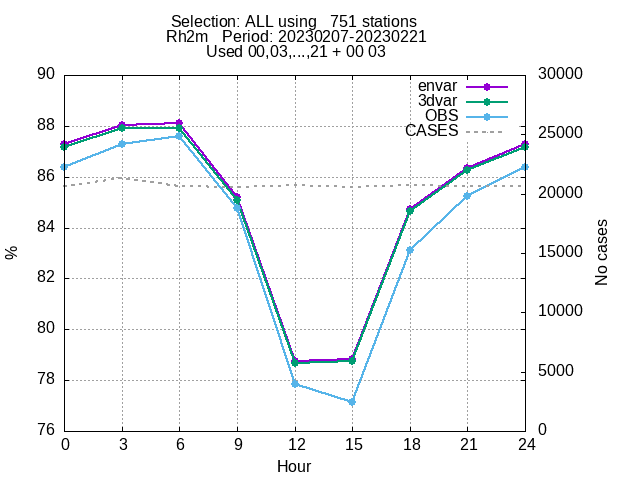 Selection: ALL using   751 stations
Rh2m   Period: 20230207-20230221
Used 00,03,...,21 + 00 03
90 30000
envar
3dvar
OBS
CASES
88 25000
86 20000
84 15000
82
% No cases
80 10000
78 5000
76 0
0 3 6 9 12 15 18 21 24
Hour